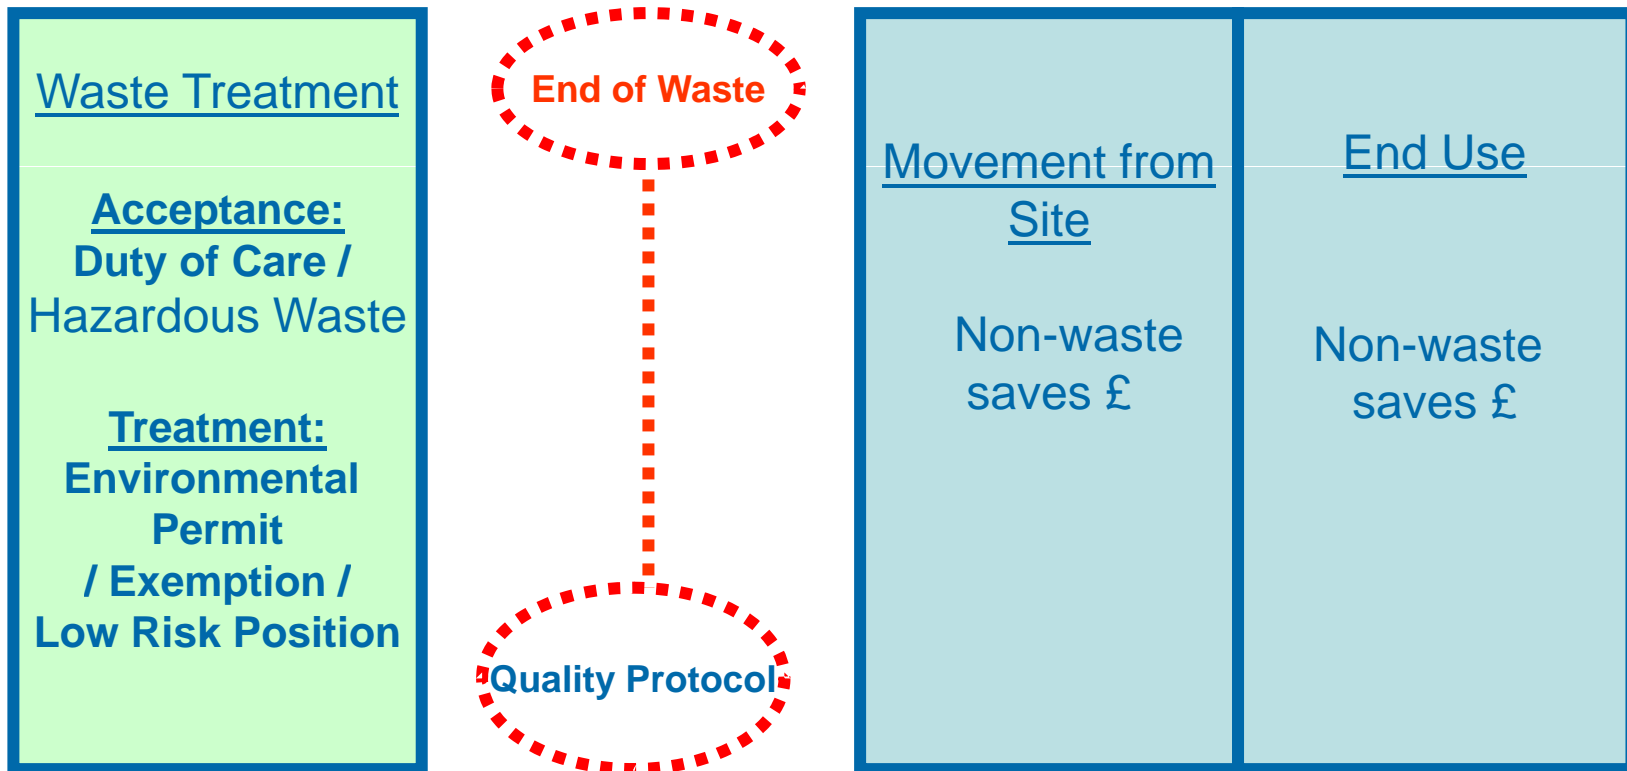 Waste Treatment
Acceptance:
Duty of Care /
Hazardous Waste
Treatment:
Environmental
Permit
/ Exemption /
Low Risk Position
End of Waste
Quality Protocol
Movement from
Site
Non-waste
saves £
End Use
Non-waste
saves £